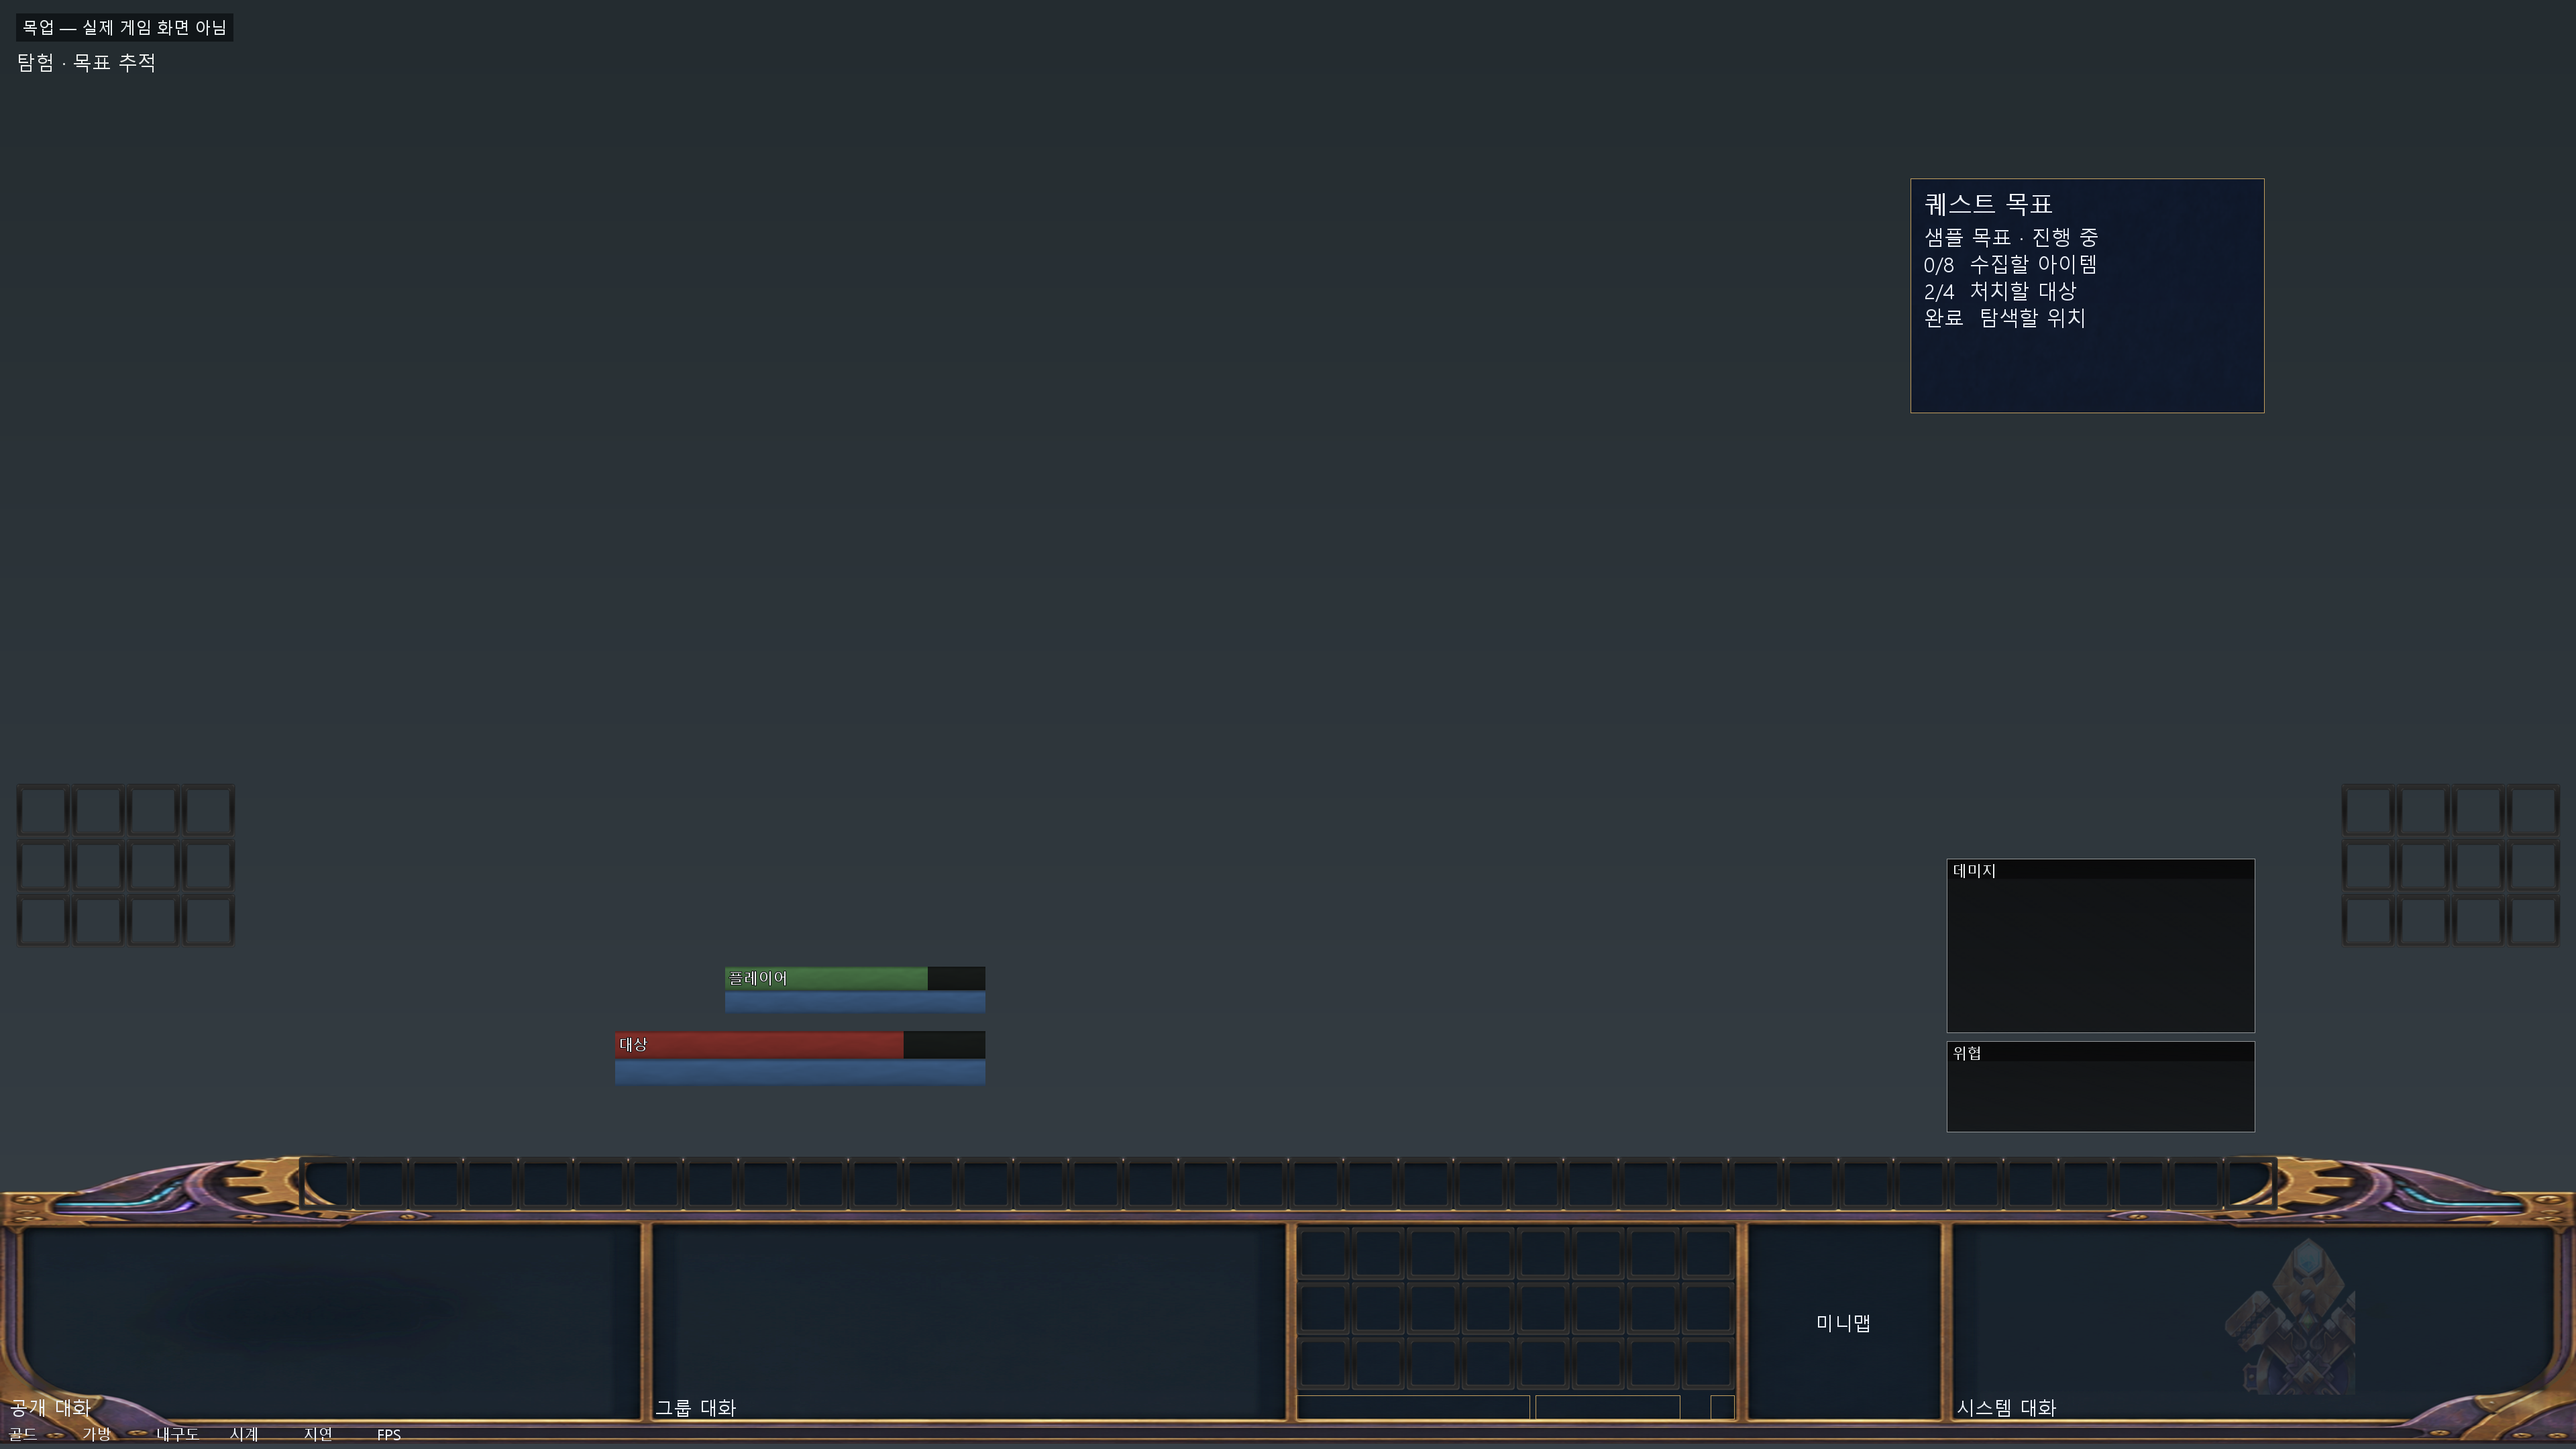 목업 — 실제 게임 화면 아님
탐험 · 목표 추적
퀘스트 목표
샘플 목표 · 진행 중
0/8 수집할 아이템
2/4 처치할 대상
완료 탐색할 위치
데미지
플레이어
대상
위협
미니맵
공개 대화
그룹 대화
시스템 대화
골드 가방 내구도 시계 지연 FPS